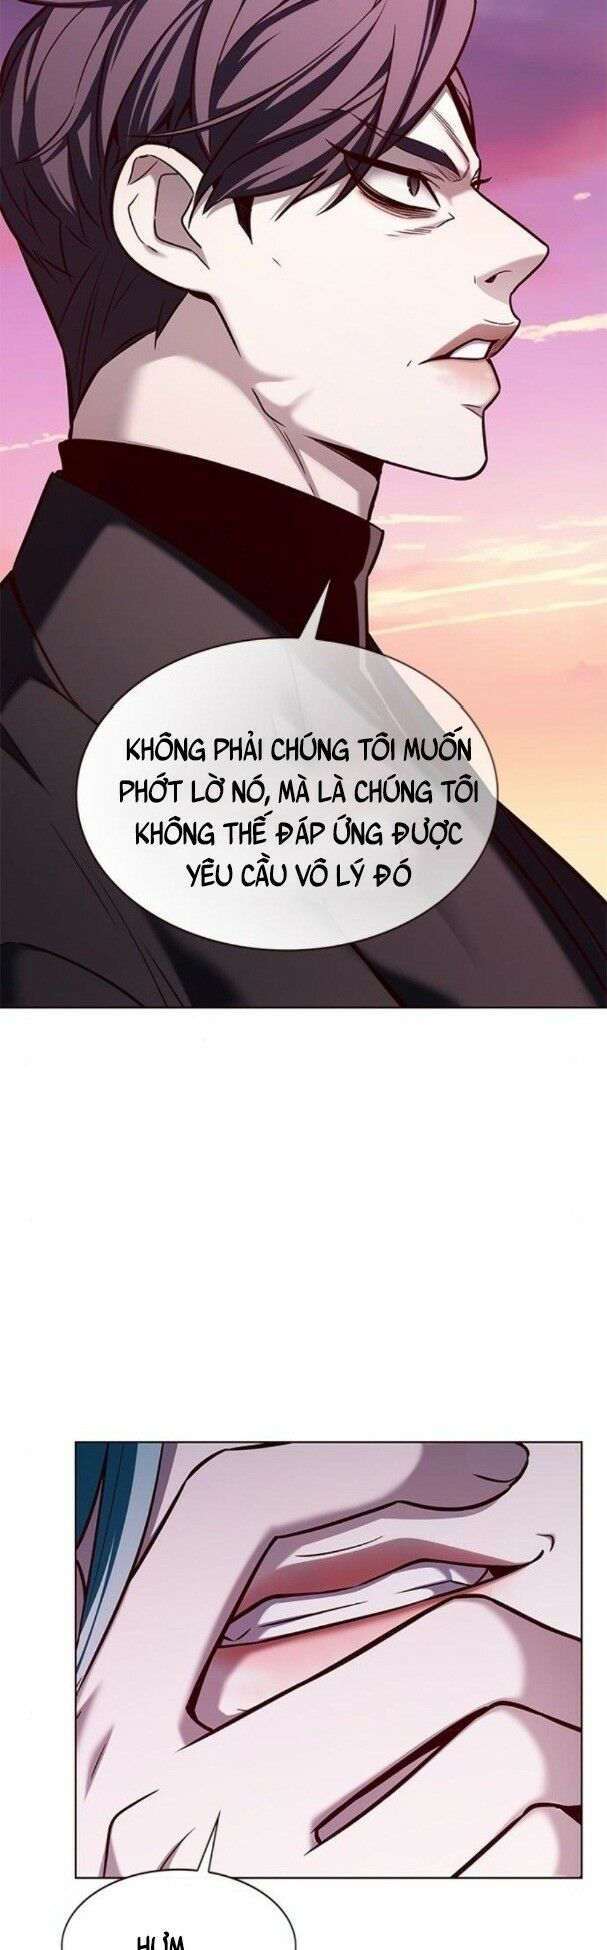 KHÔNG PHẢI CHÚNG TÔI MUỐN
PHỚT LỜ NÓ, MÀ LÀ CHÚNG TÔI
KHÔNG THỂ ĐÁP ỨNG ĐƯỢC
YÊU CẦU VÔ LÝ ĐÓ
HƯM